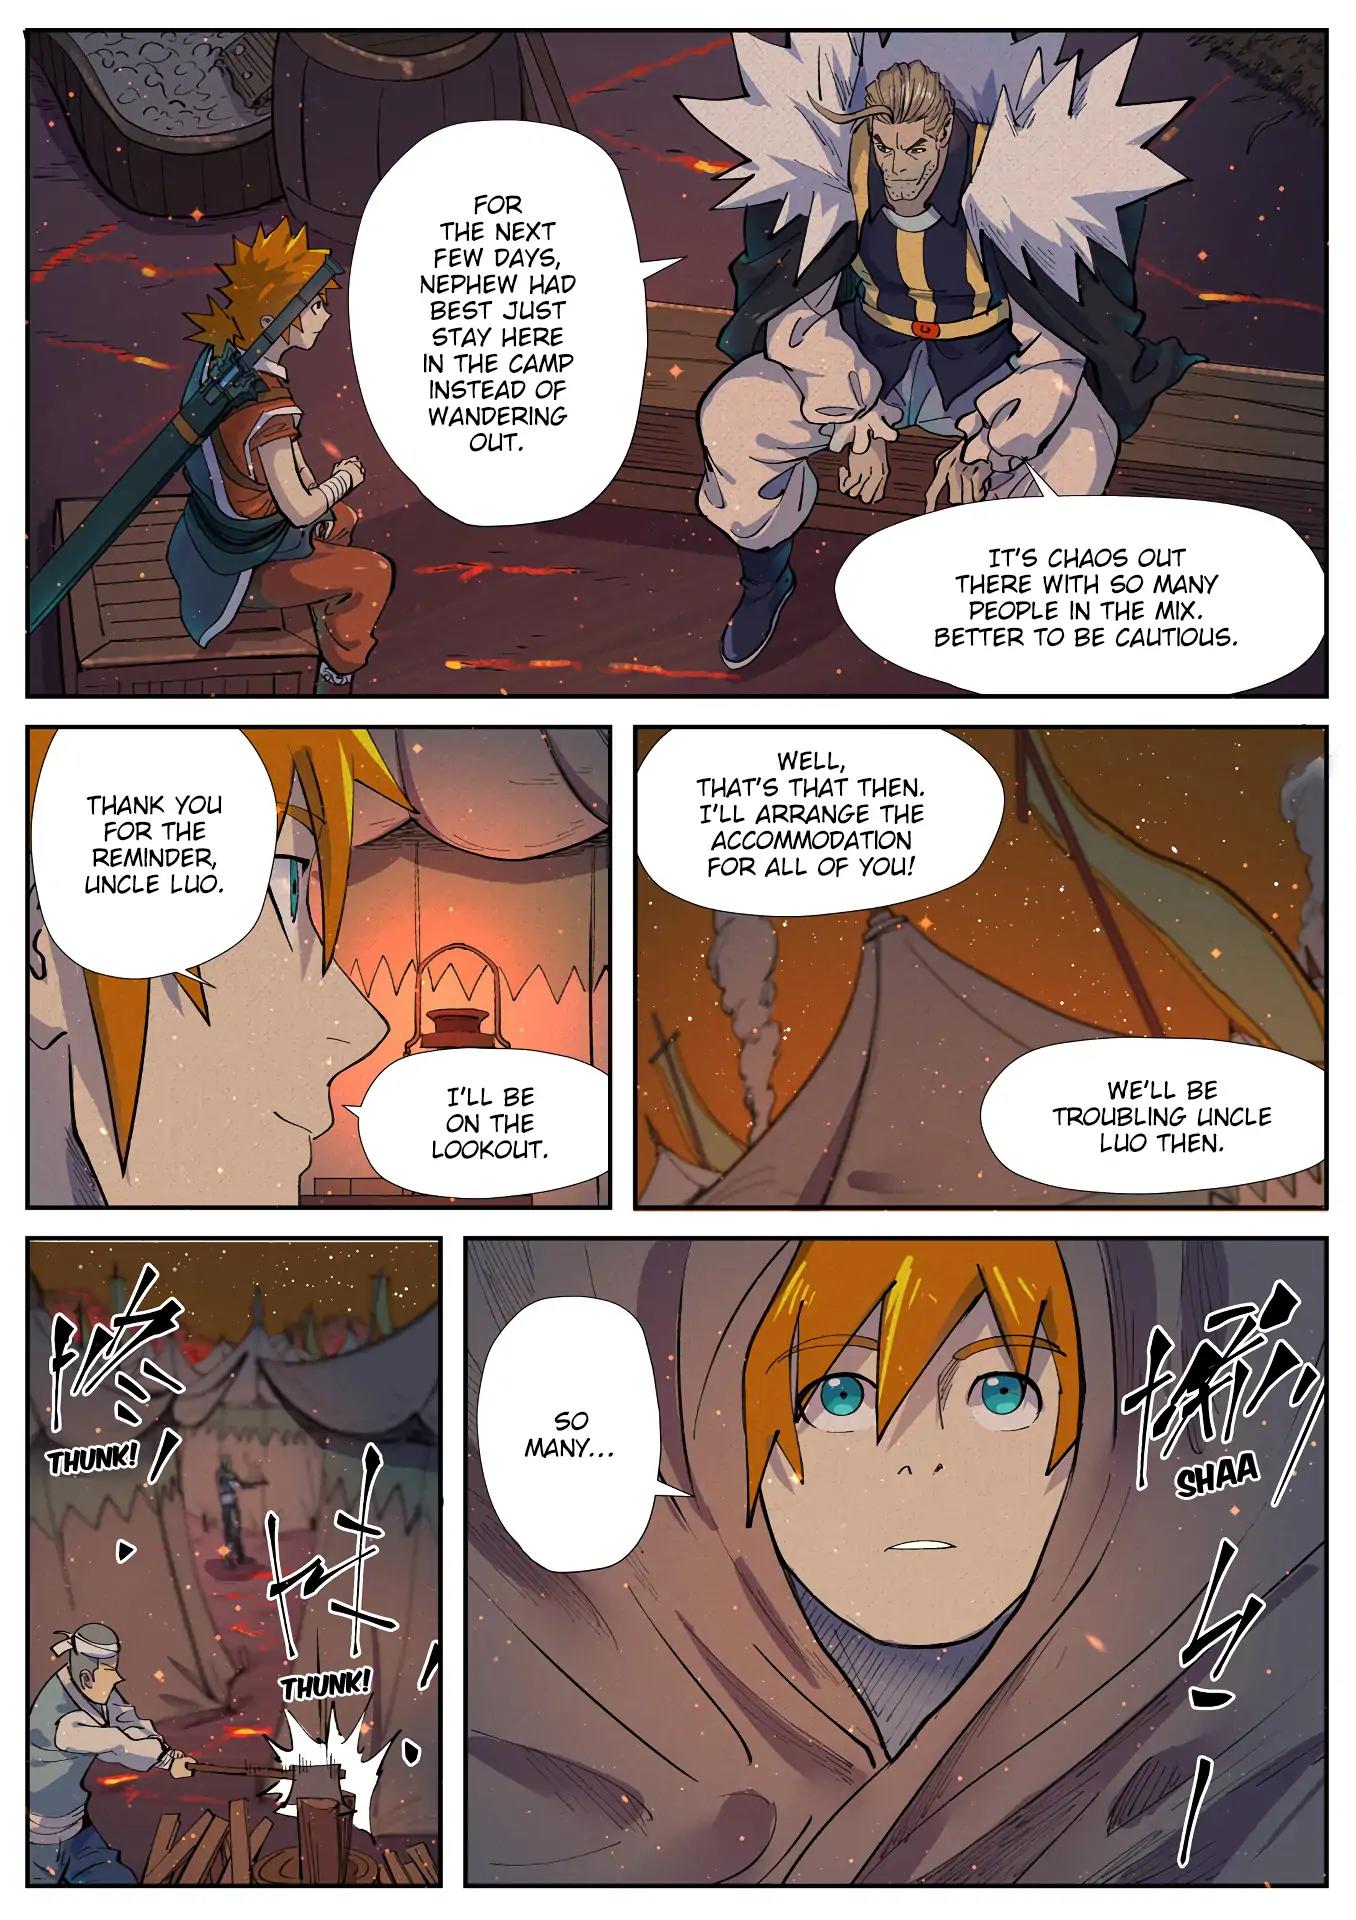 FOR
THE NEXT
FEW DAYS,
NEPHEW HAD
BEST JUST
STAY HERE
IN THE CAMP
INSTEAD OF
WANDERING
OUT.
IT'S CHAOS OUT
THERE WITH SO MANY
PEOPLE IN THE MIX.
BETTER TO BE CAUTIOUS.
THANK YOU
FOR THE
REMINDER,
UNCLE LUO.
I'LL BE
ON THE
LOOKOUT.
WELL,
THAT'S THAT THEN.
I'LL ARRANGE THE
ACCOMMODATION
FOR ALL OF YOU!
WE'LL BE
TROUBLING UNCLE
LUO THEN.
THUNK!
THUNK!
SO
MANY...
SHAA